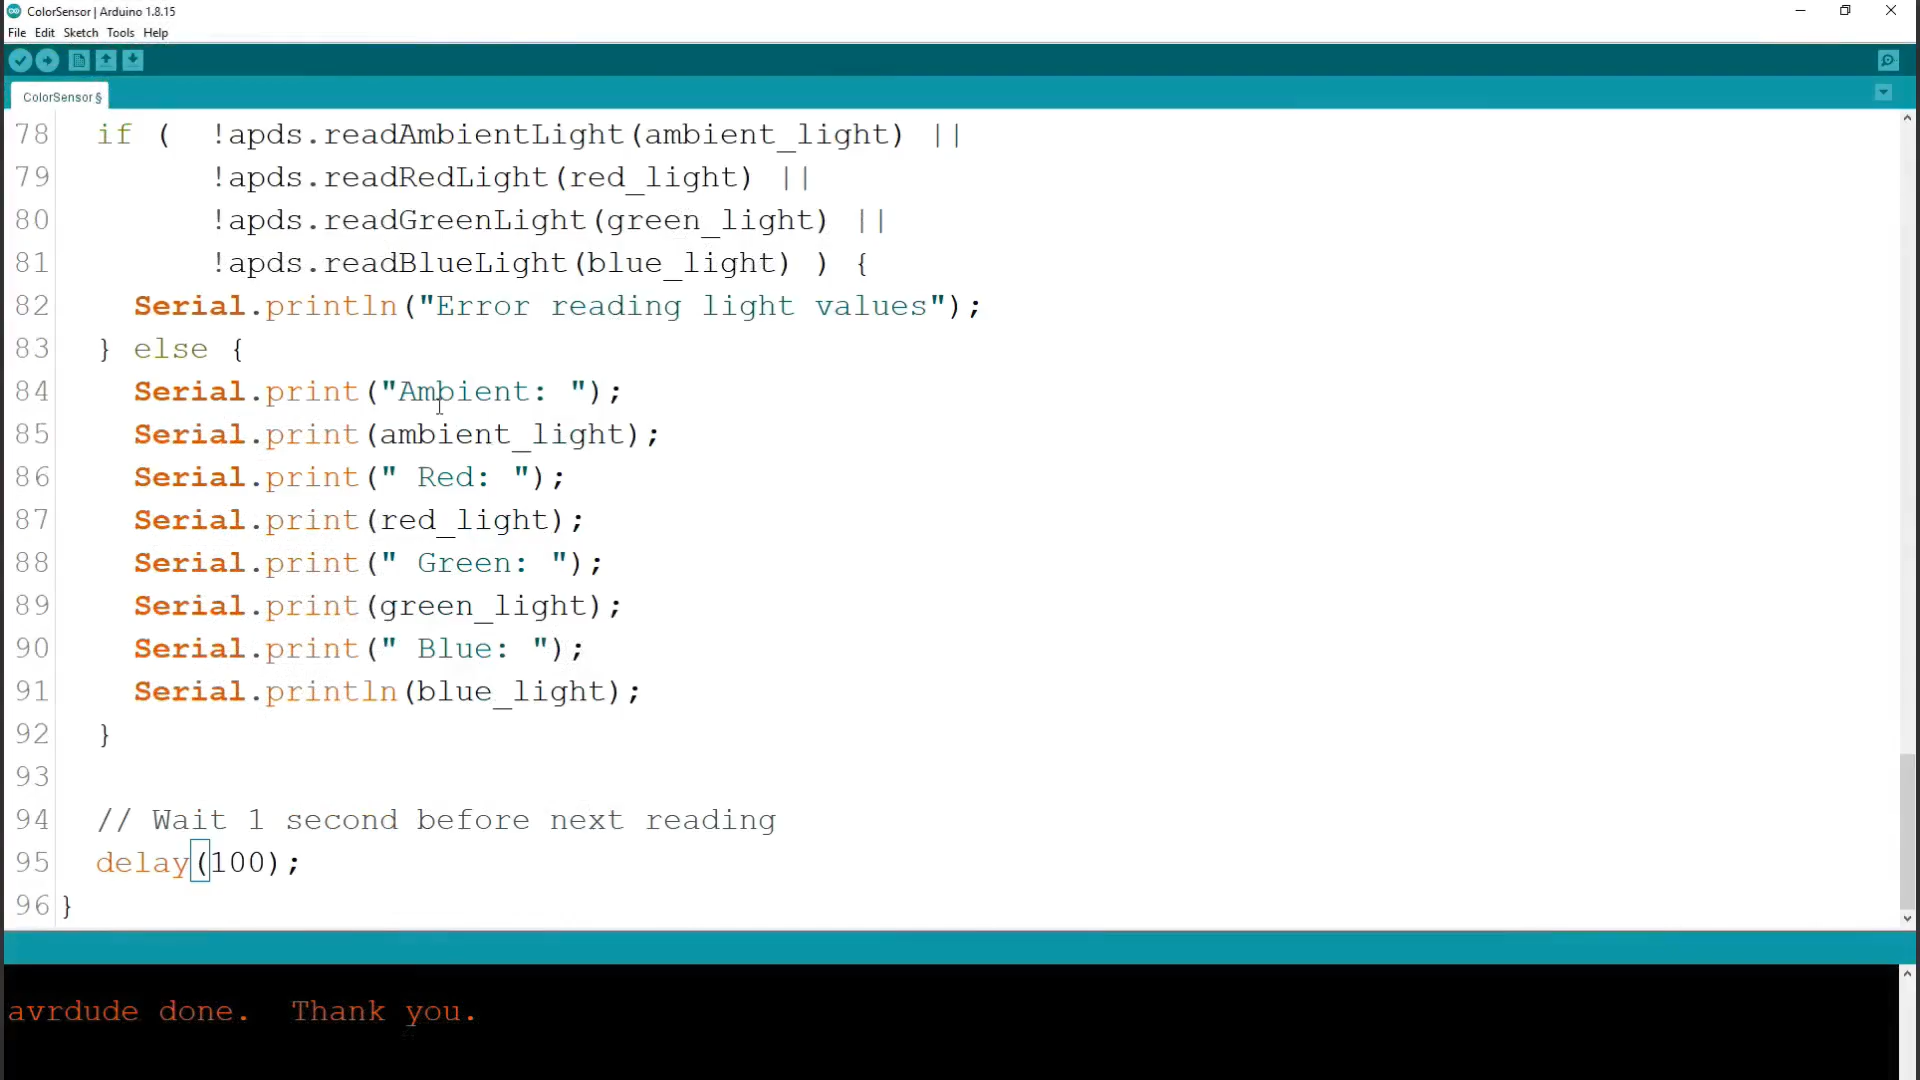 ColorSensor | Arduino 1.8.15
File Edit Sketch Tools Help
ColorSensor §
78 if (  !apds.readAmbientLight(ambient_light) ||
79 !apds.readRedLight(red_light) ||
80 !apds.readGreenLight(green_light) ||
81 !apds.readBlueLight(blue_light) ) {
82 Serial.println("Error reading light values");
83 } else {
84 Serial.print("Ambient: ");
85 Serial.print(ambient_light);
86 Serial.print(" Red: ");
87 Serial.print(red_light);
88 Serial.print(" Green: ");
89 Serial.print(green_light);
90 Serial.print(" Blue: ");
91 Serial.println(blue_light);
92 }
93
94 // Wait 1 second before next reading
95 delay(100);
96 }
avrdude done.  Thank you.